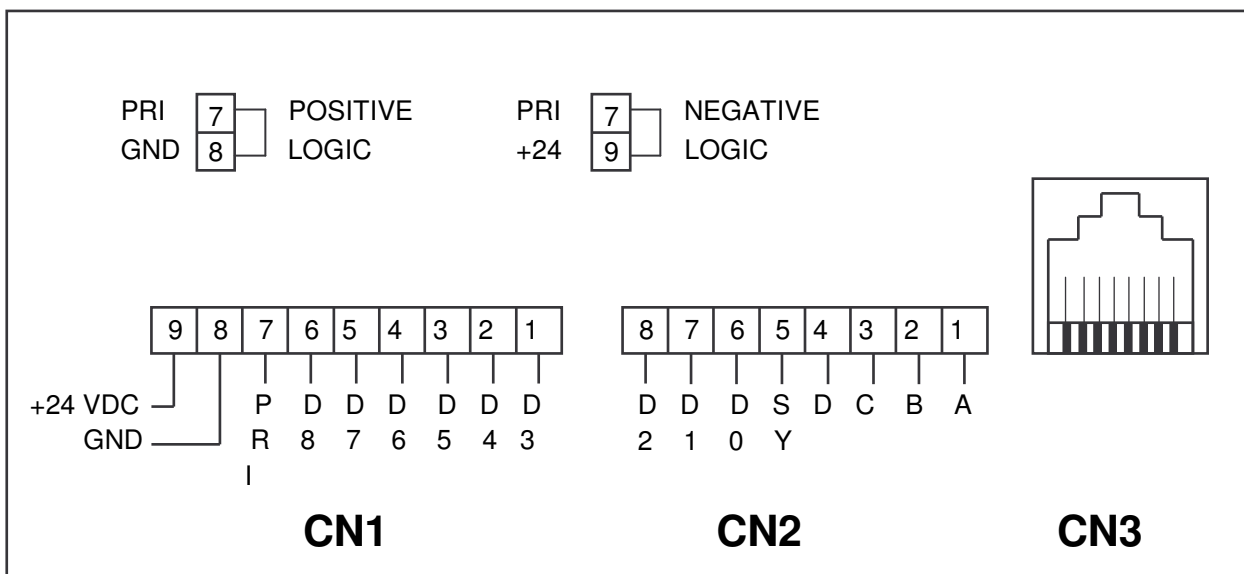 PRI 7 POSITIVE PRI 7 NEGATIVE
GND 8 LOGIC +24 9 LOGIC
9 8 7 6 5 4 3 2 1 8 7 6 5 4 3 2 1
+24 VDC P D D D D D D D D D S D C B A
GND R 8 7 6 5 4 3 2 1 0 Y
I
CN1 CN2 CN3